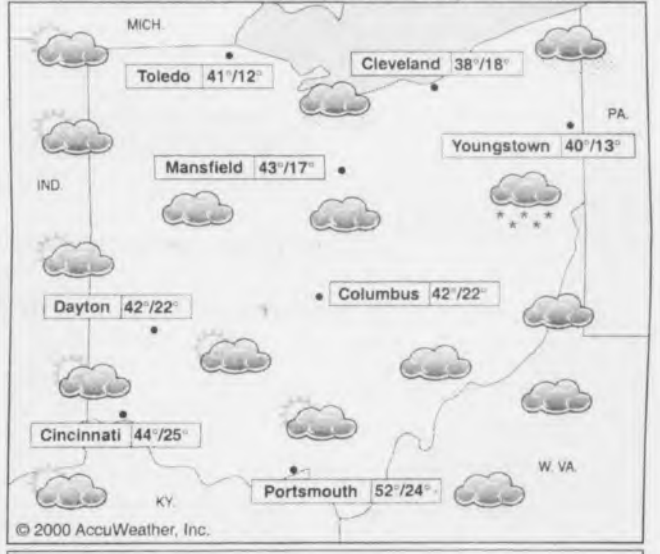 MICH.
Cleveland 38°/18°
Toledo 41°/12°
PA.
Youngstown 40°/13°
Mansfield 43°/17°
IND.
Columbus 42°/22°
Dayton 42°/22°
Cincinnati 44°/25°
W. VA.
Portsmouth 52°/24°
KY.
© 2000 AccuWeather, Inc.